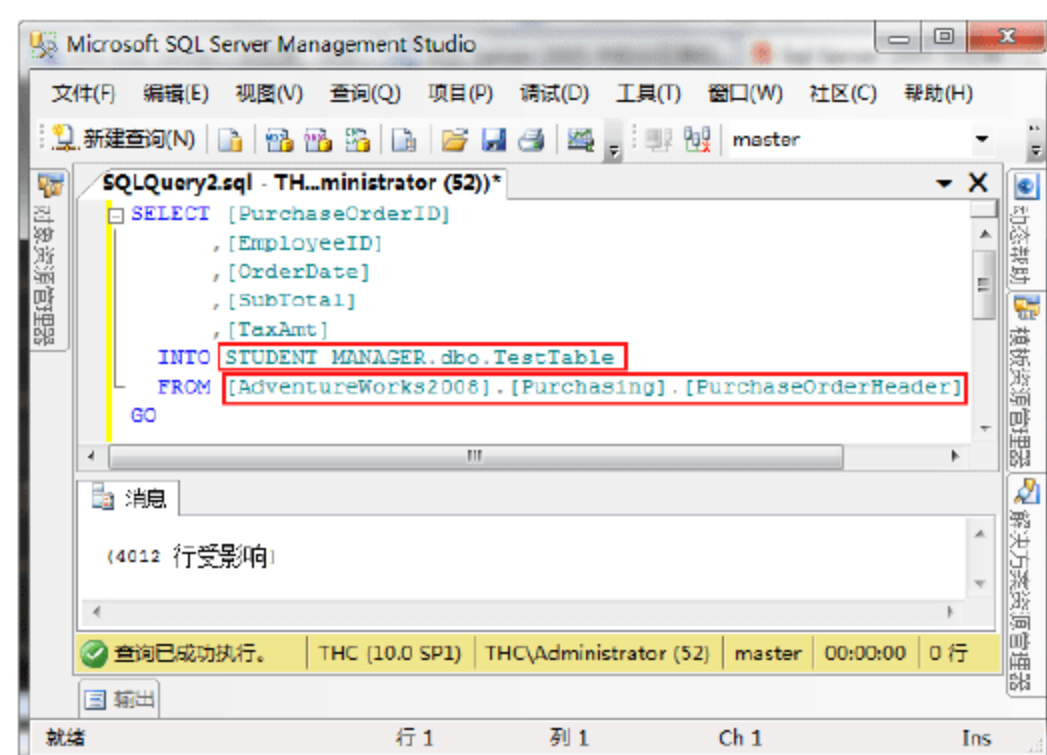 Microsoft SQL Server Management Studio
文件(F) 编辑(E) 视图(V) 查询(Q) 项目(P) 调试(D) 工具(T) 窗口(W) 社区(C) 帮助(H)
新建查询(N) master
SQLQuery2.sql - TH...ministrator (52))*
对象资源管理器
SELECT [PurchaseOrderID]
,[EmployeeID]
,[OrderDate]
,[SubTotal]
,[TaxAmt]
INTO STUDENT_MANAGER.dbo.TestTable
FROM [AdventureWorks2008].[Purchasing].[PurchaseOrderHeader]
GO
动态帮助
模板资源管理器
解决方案资源管理器
消息
(4012 行受影响)
查询已成功执行。 THC (10.0 SP1) THC\Administrator (52) master 00:00:00 0 行
输出
就绪 行 1 列 1 Ch 1 Ins